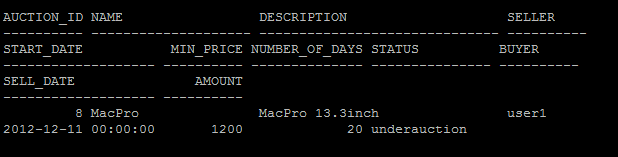 AUCTION_ID NAME DESCRIPTION SELLER
---------- -------------------- ------------------------------ ----------
START_DATE MIN_PRICE NUMBER_OF_DAYS STATUS BUYER
------------------- ---------- -------------- --------------- ----------
SELL_DATE AMOUNT
------------------- ----------
8 MacPro MacPro 13.3inch user1
2012-12-11 00:00:00 1200 20 underauction